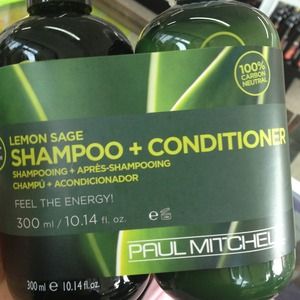 100%
CARBON
NEUTRAL
LEMON SAGE
SHAMPOO + CONDITIONER
SHAMPOOING + APRÈS-SHAMPOOING
CHAMPÚ + ACONDICIONADOR
FEEL THE ENERGY!
300 ml / 10.14 fl. oz.
PAUL MITCHEL
300 ml e 10.14 fl. oz.